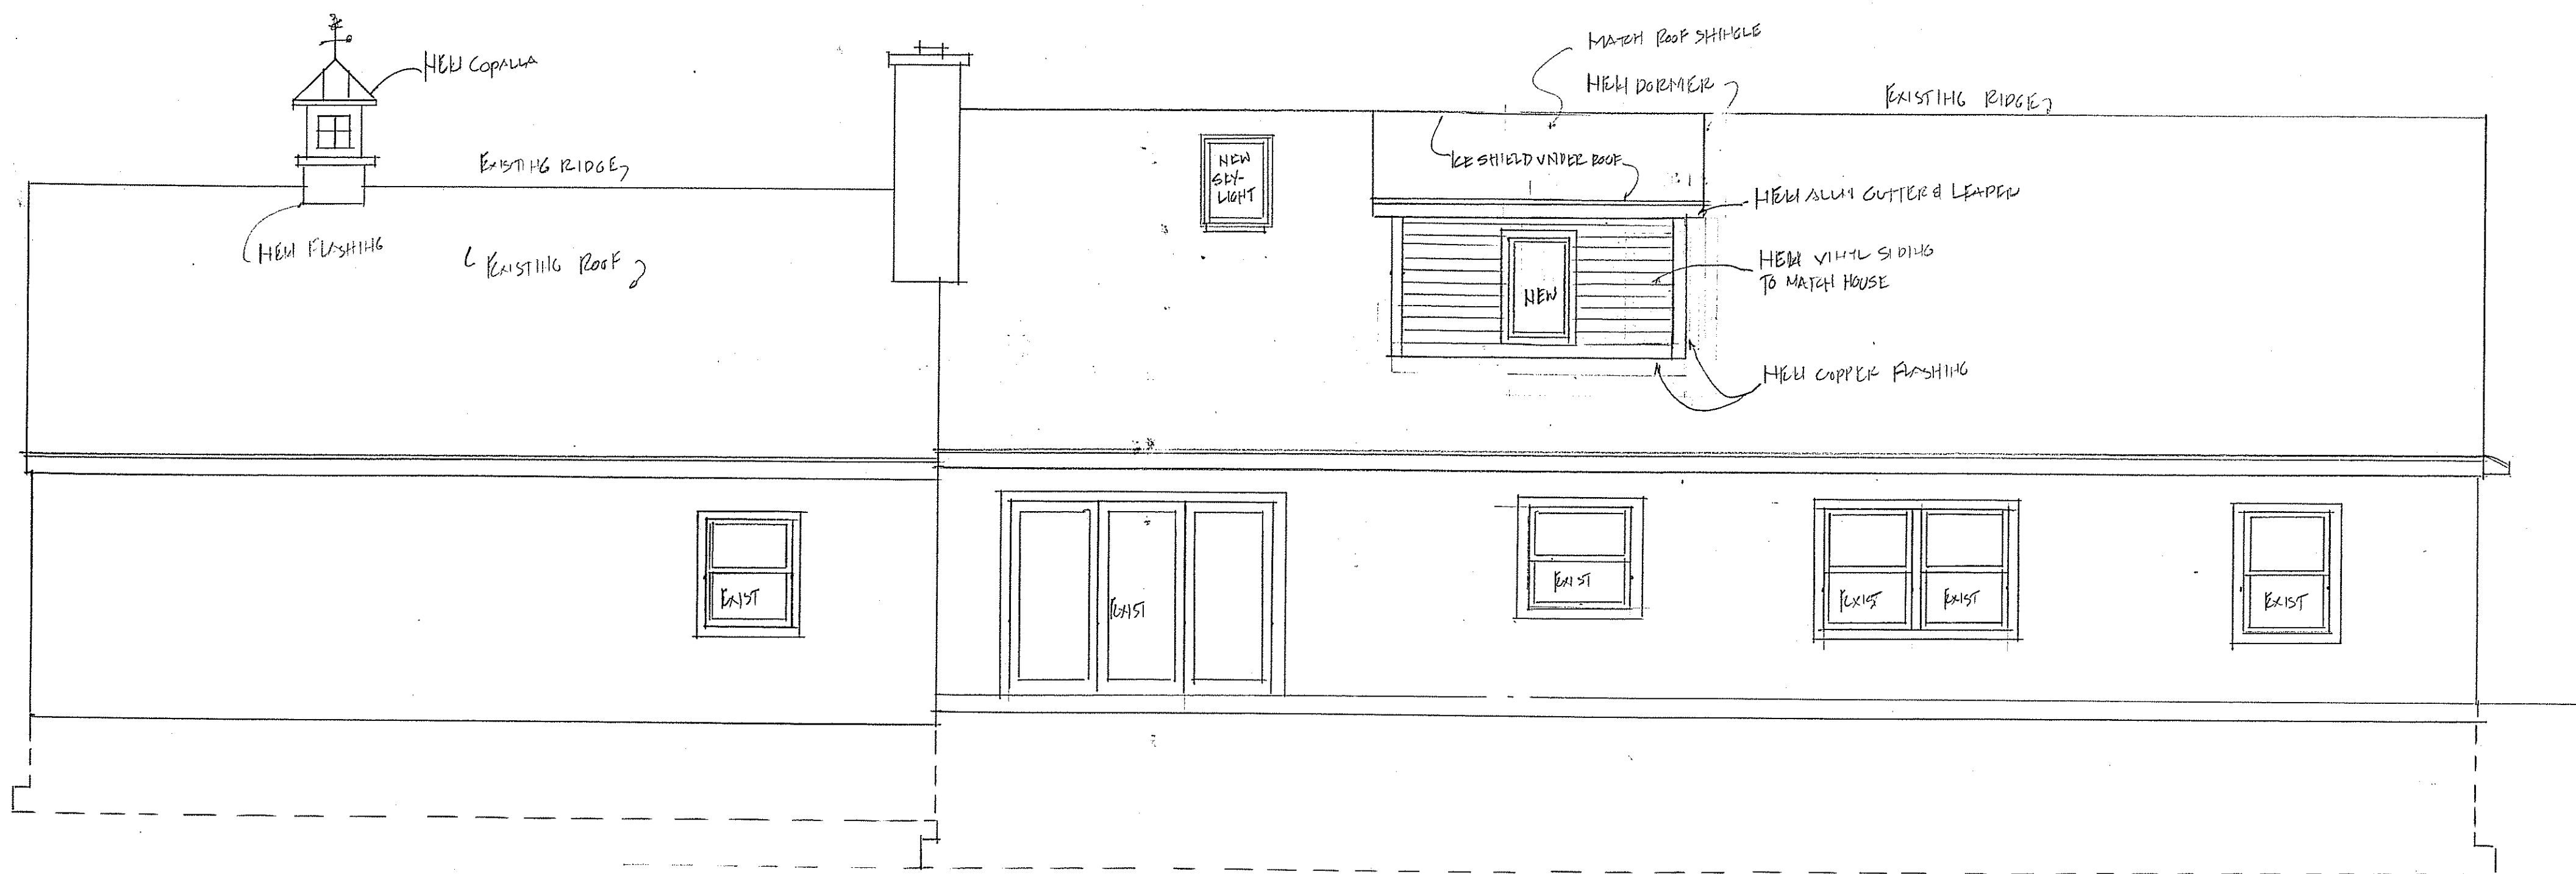 MATCH ROOF SHINGLE
NEW COPALLA
NEW DORMER
EXISTING RIDGE
EXISTING RIDGE
NEW
SKY-
LIGHT
ICE SHIELD UNDER ROOF
NEW ALUM GUTTER & LEADER
NEW FLASHING
EXISTING ROOF
NEW VINYL SIDING
TO MATCH HOUSE
NEW
NEW COPPER FLASHING
EXIST
EXIST
EXIST
EXIST
EXIST
EXIST